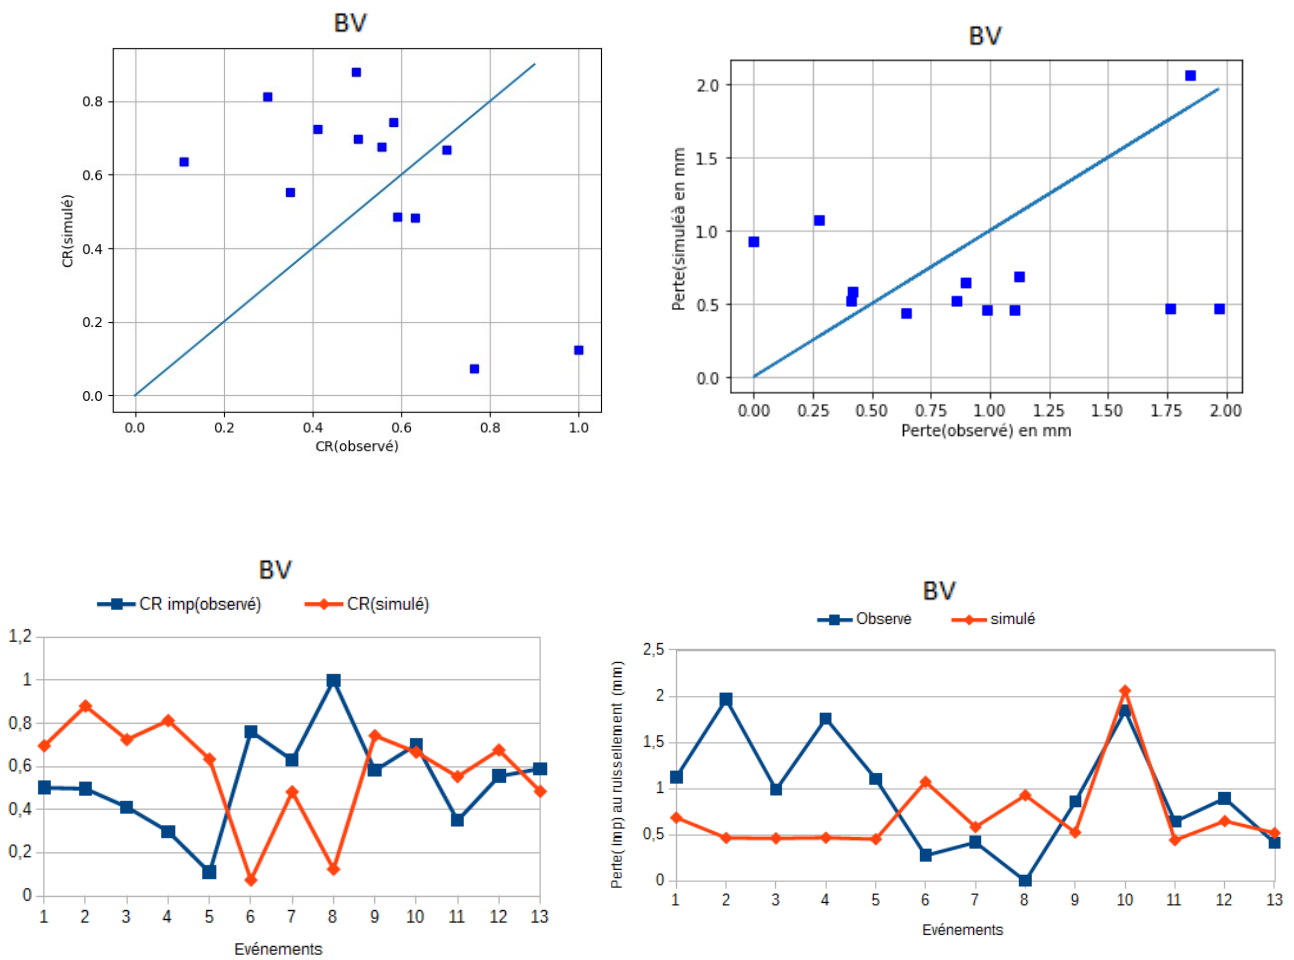 BV
0.8
0.6
0.4
0.2
0.0
CR(simulé)
0.0 0.2 0.4 0.6 0.8 1.0
CR(observé)
BV
2.0
1.5
1.0
0.5
0.0
Perte(simuléà en mm
0.00 0.25 0.50 0.75 1.00 1.25 1.50 1.75 2.00
Perte(observé) en mm
BV
CR imp(observé) CR(simulé)
1,2
1
0,8
0,6
0,4
0,2
0
1 2 3 4 5 6 7 8 9 10 11 12 13
Evénements
BV
Observe simulé
2,5
2
1,5
1
0,5
0
Perte( imp) au ruissellement (mm)
1 2 3 4 5 6 7 8 9 10 11 12 13
Evénements